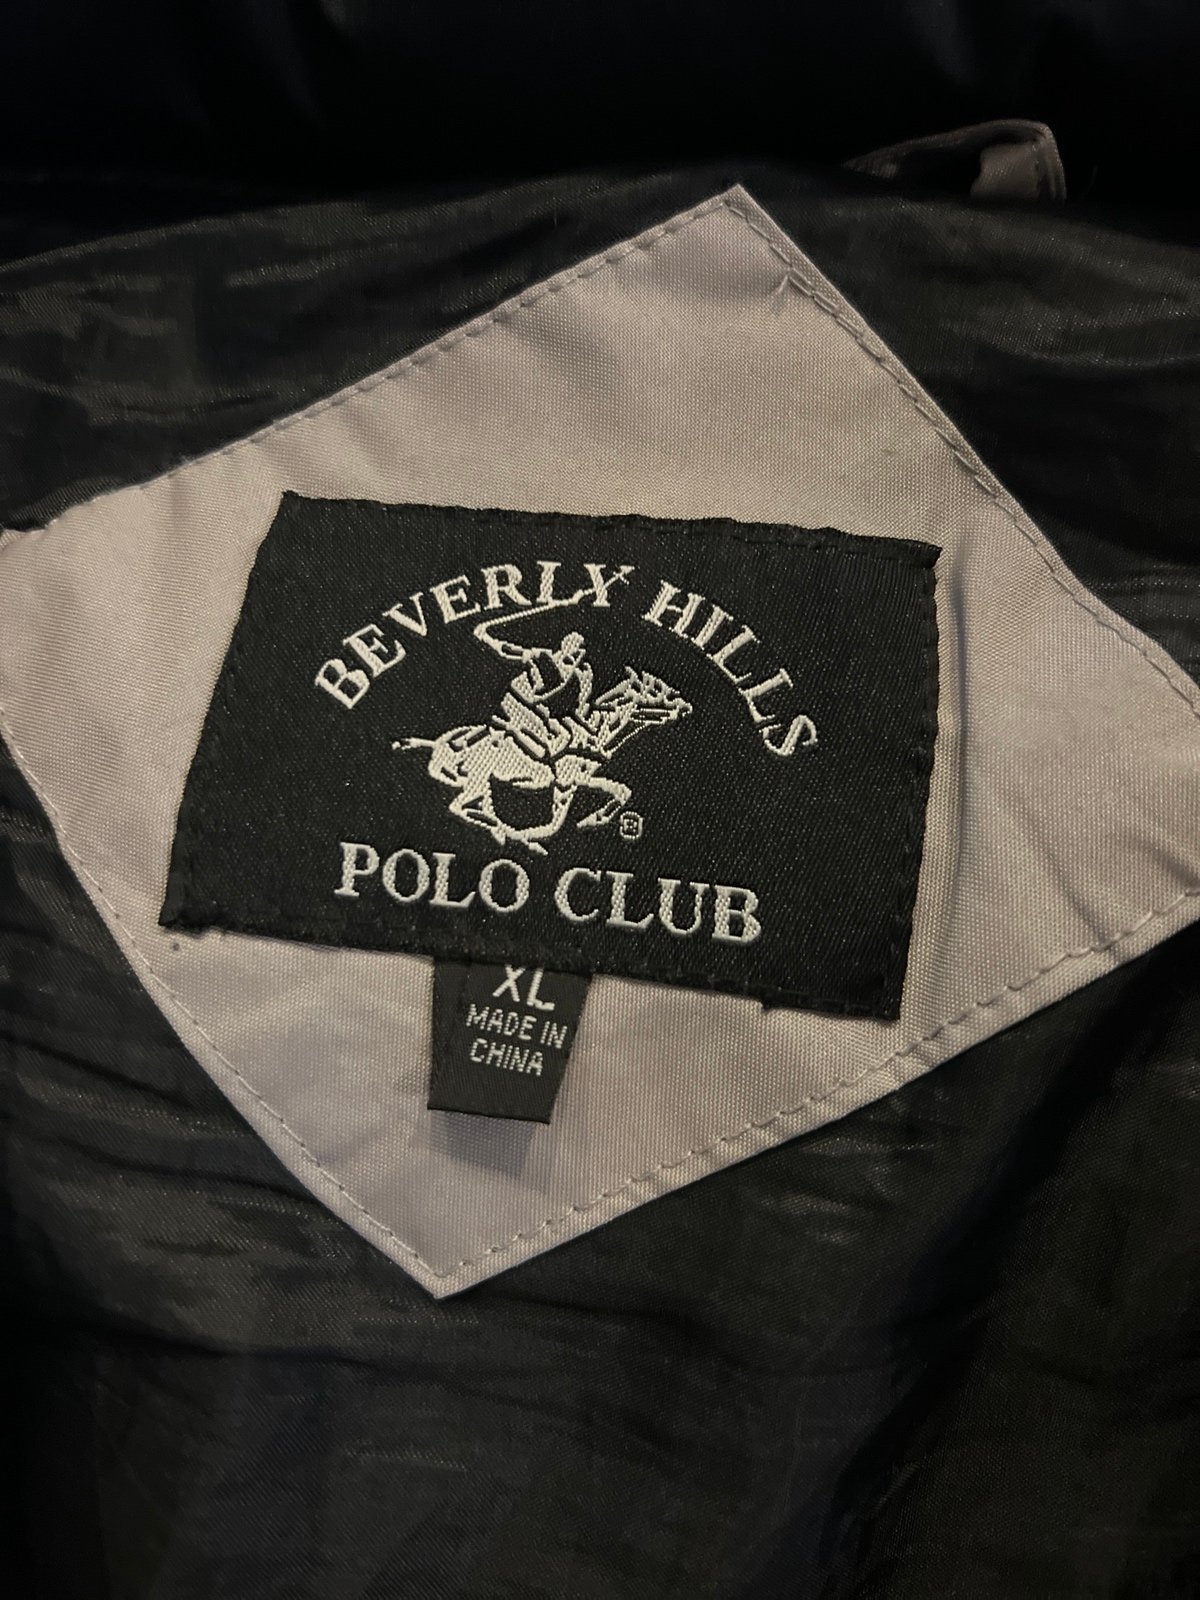 BEVERLY HILLS
®
POLO CLUB
XL
MADE IN
CHINA